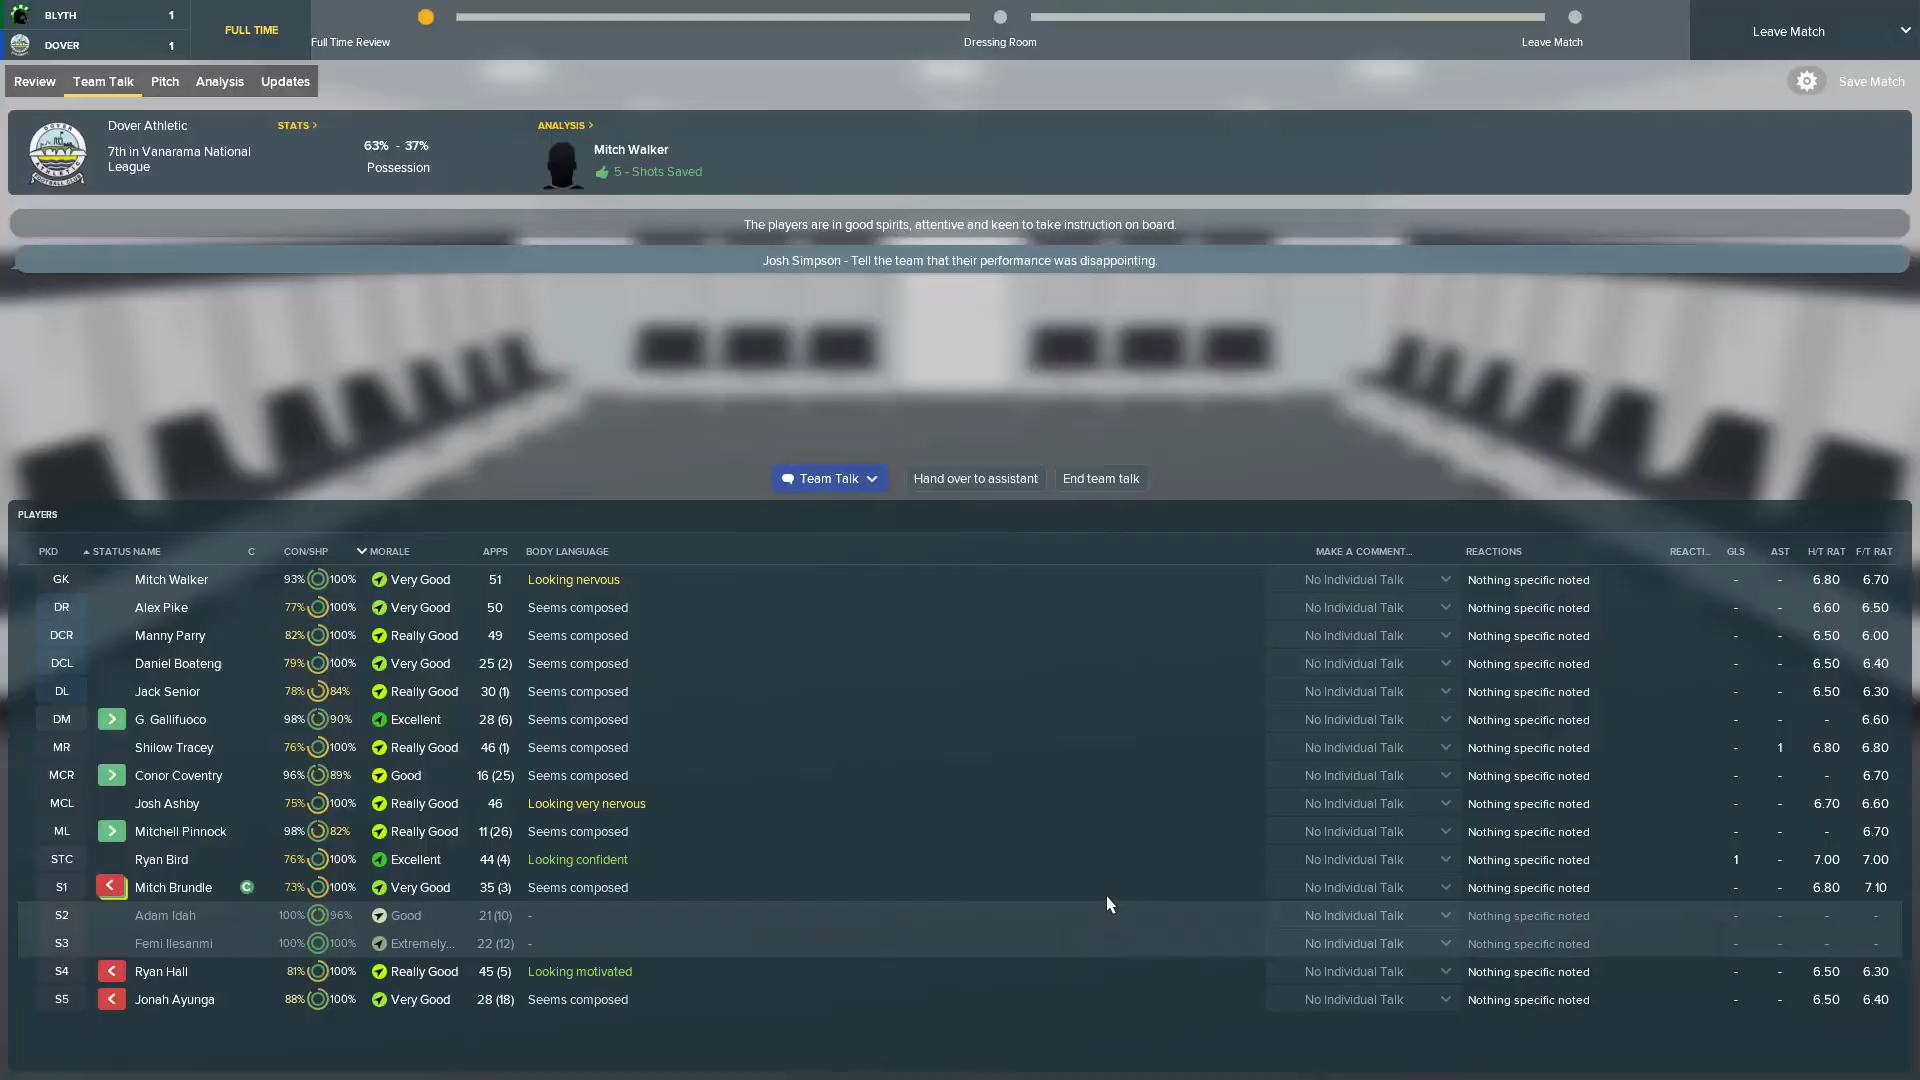 BLYTH 1
DOVER 1
FULL TIME
Full Time Review
Dressing Room
Leave Match
Leave Match
Review Team Talk Pitch Analysis Updates
Save Match
Dover Athletic
7th in Vanarama National
League
STATS >
63% - 37%
Possession
ANALYSIS >
Mitch Walker
5 - Shots Saved
The players are in good spirits, attentive and keen to take instruction on board.
Josh Simpson - Tell the team that their performance was disappointing.
Team Talk Hand over to assistant End team talk
PLAYERS
PKD STATUS NAME C CON/SHP MORALE APPS BODY LANGUAGE MAKE A COMMENT... REACTIONS REACTI... GLS AST H/T RAT F/T RAT
GK Mitch Walker 93% 100% Very Good 51 Looking nervous No Individual Talk Nothing specific noted - - 6.80 6.70
DR Alex Pike 77% 100% Very Good 50 Seems composed No Individual Talk Nothing specific noted - - 6.60 6.50
DCR Manny Parry 82% 100% Really Good 49 Seems composed No Individual Talk Nothing specific noted - - 6.50 6.00
DCL Daniel Boateng 79% 100% Very Good 25 (2) Seems composed No Individual Talk Nothing specific noted - - 6.50 6.40
DL Jack Senior 78% 84% Really Good 30 (1) Seems composed No Individual Talk Nothing specific noted - - 6.50 6.30
DM G. Gallifuoco 98% 90% Excellent 28 (6) Seems composed No Individual Talk Nothing specific noted - - - 6.60
MR Shilow Tracey 76% 100% Really Good 46 (1) Seems composed No Individual Talk Nothing specific noted - 1 6.80 6.80
MCR Conor Coventry 96% 89% Good 16 (25) Seems composed No Individual Talk Nothing specific noted - - - 6.70
MCL Josh Ashby 75% 100% Really Good 46 Looking very nervous No Individual Talk Nothing specific noted - - 6.70 6.60
ML Mitchell Pinnock 98% 82% Really Good 11 (26) Seems composed No Individual Talk Nothing specific noted - - - 6.70
STC Ryan Bird 76% 100% Excellent 44 (4) Looking confident No Individual Talk Nothing specific noted 1 - 7.00 7.00
S1 Mitch Brundle C 73% 100% Very Good 35 (3) Seems composed No Individual Talk Nothing specific noted - - 6.80 7.10
S2 Adam Idah 100% 96% Good 21 (10) - No Individual Talk Nothing specific noted - - - -
S3 Femi Ilesanmi 100% 100% Extremely... 22 (12) - No Individual Talk Nothing specific noted - - - -
S4 Ryan Hall 81% 100% Really Good 45 (5) Looking motivated No Individual Talk Nothing specific noted - - 6.50 6.30
S5 Jonah Ayunga 88% 100% Very Good 28 (18) Seems composed No Individual Talk Nothing specific noted - - 6.50 6.40